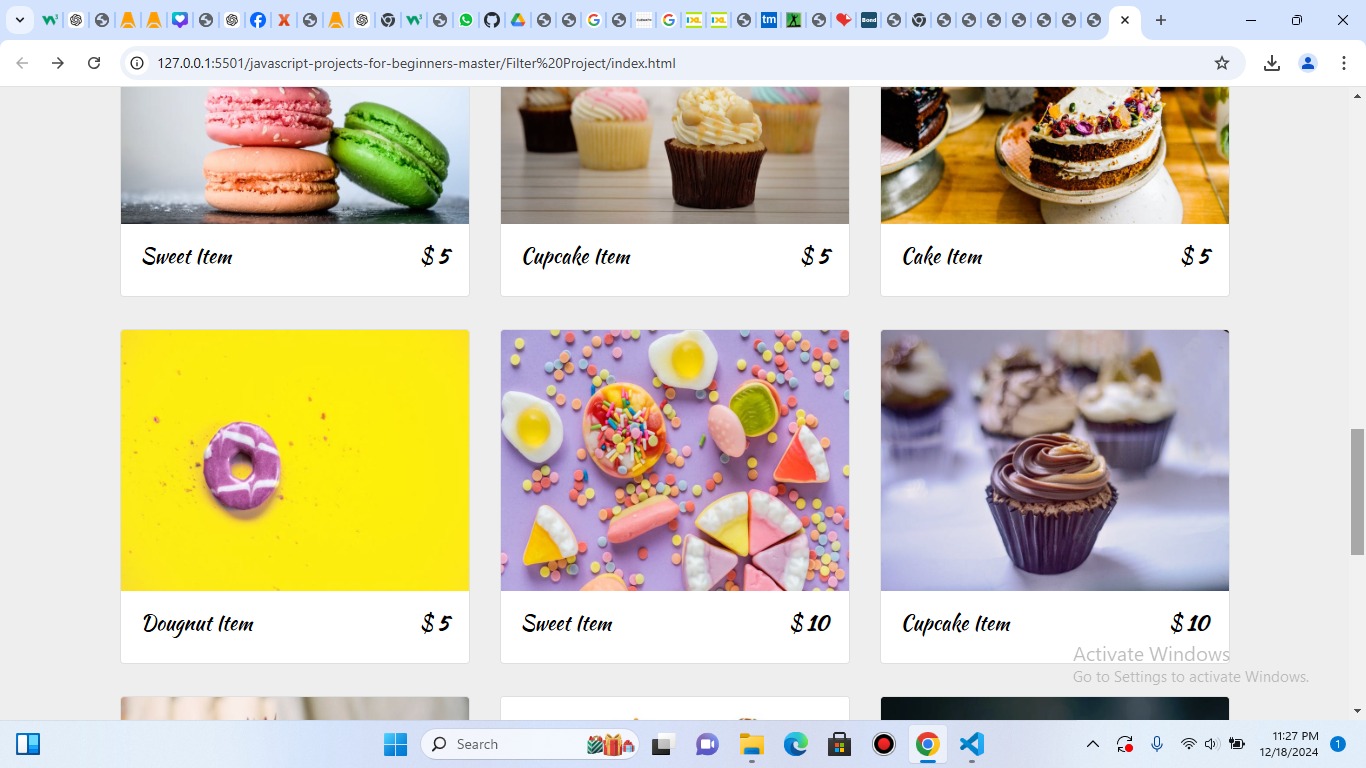 127.0.0.1:5501/javascript-projects-for-beginners-master/Filter%20Project/index.html
Sweet Item $ 5
Cupcake Item $ 5
Cake Item $ 5
Dougnut Item $ 5
Sweet Item $ 10
Cupcake Item $ 10
Activate Windows
Go to Settings to activate Windows.
Search
11:27 PM
12/18/2024
1